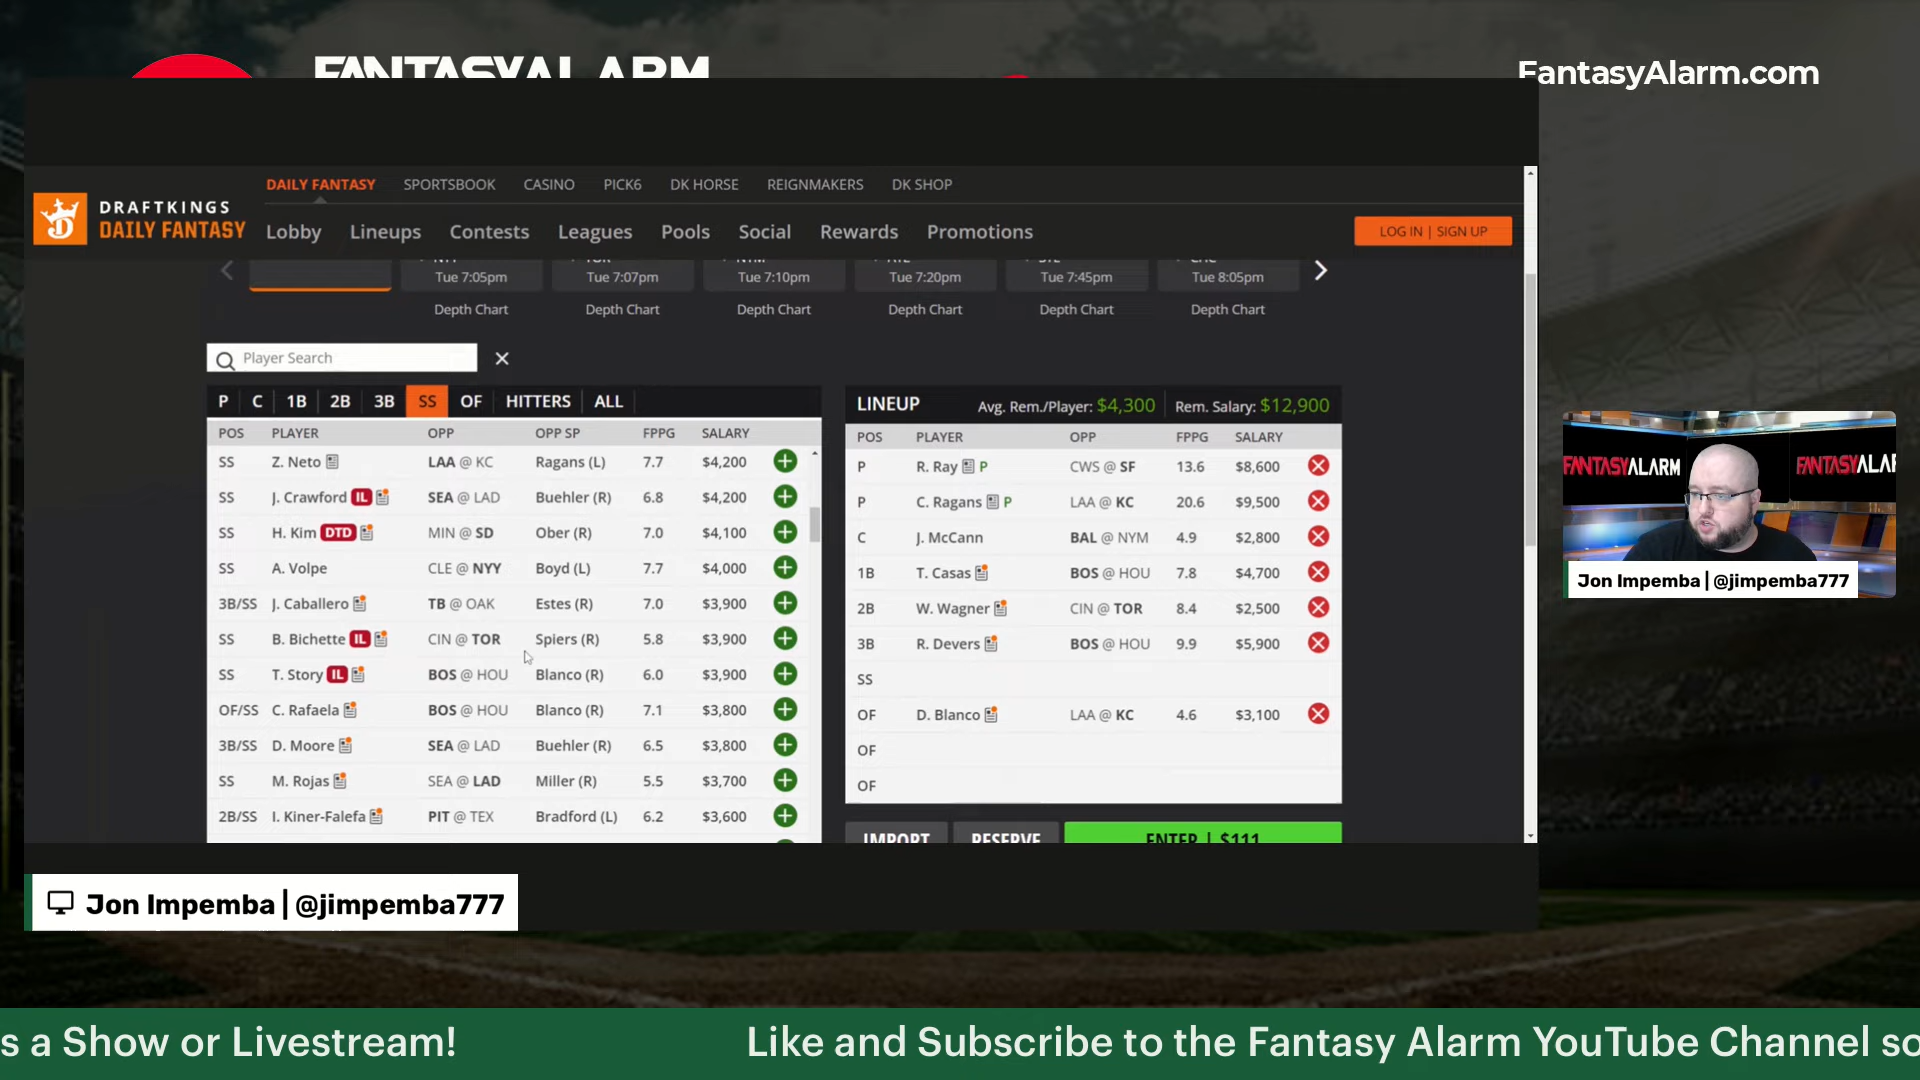 FANTASYALARM
FantasyAlarm.com
DRAFTKINGS
DAILY FANTASY
DAILY FANTASY SPORTSBOOK CASINO PICK6 DK HORSE REIGNMAKERS DK SHOP
Lobby Lineups Contests Leagues Pools Social Rewards Promotions
LOG IN | SIGN UP
Tue 7:05pm Tue 7:07pm Tue 7:10pm Tue 7:20pm Tue 7:45pm Tue 8:05pm
Depth Chart Depth Chart Depth Chart Depth Chart Depth Chart Depth Chart
Player Search
P C 1B 2B 3B SS OF HITTERS ALL
POS PLAYER OPP OPP SP FPPG SALARY
SS Z. Neto LAA @ KC Ragans (L) 7.7 $4,200
SS J. Crawford IL SEA @ LAD Buehler (R) 6.8 $4,200
SS H. Kim DTD MIN @ SD Ober (R) 7.0 $4,100
SS A. Volpe CLE @ NYY Boyd (L) 7.7 $4,000
3B/SS J. Caballero TB @ OAK Estes (R) 7.0 $3,900
SS B. Bichette IL CIN @ TOR Spiers (R) 5.8 $3,900
SS T. Story IL BOS @ HOU Blanco (R) 6.0 $3,900
OF/SS C. Rafaela BOS @ HOU Blanco (R) 7.1 $3,800
3B/SS D. Moore SEA @ LAD Buehler (R) 6.5 $3,800
SS M. Rojas SEA @ LAD Miller (R) 5.5 $3,700
2B/SS I. Kiner-Falefa PIT @ TEX Bradford (L) 6.2 $3,600
LINEUP Avg. Rem./Player: $4,300 Rem. Salary: $12,900
POS PLAYER OPP FPPG SALARY
P R. Ray P CWS @ SF 13.6 $8,600
P C. Ragans P LAA @ KC 20.6 $9,500
C J. McCann BAL @ NYM 4.9 $2,800
1B T. Casas BOS @ HOU 7.8 $4,700
2B W. Wagner CIN @ TOR 8.4 $2,500
3B R. Devers BOS @ HOU 9.9 $5,900
SS
OF D. Blanco LAA @ KC 4.6 $3,100
OF
OF
IMPORT RESERVE ENTER | $111
FANTASYALARM FANTASYALAR
Jon Impemba | @jimpemba777
Jon Impemba | @jimpemba777
s a Show or Livestream! Like and Subscribe to the Fantasy Alarm YouTube Channel so